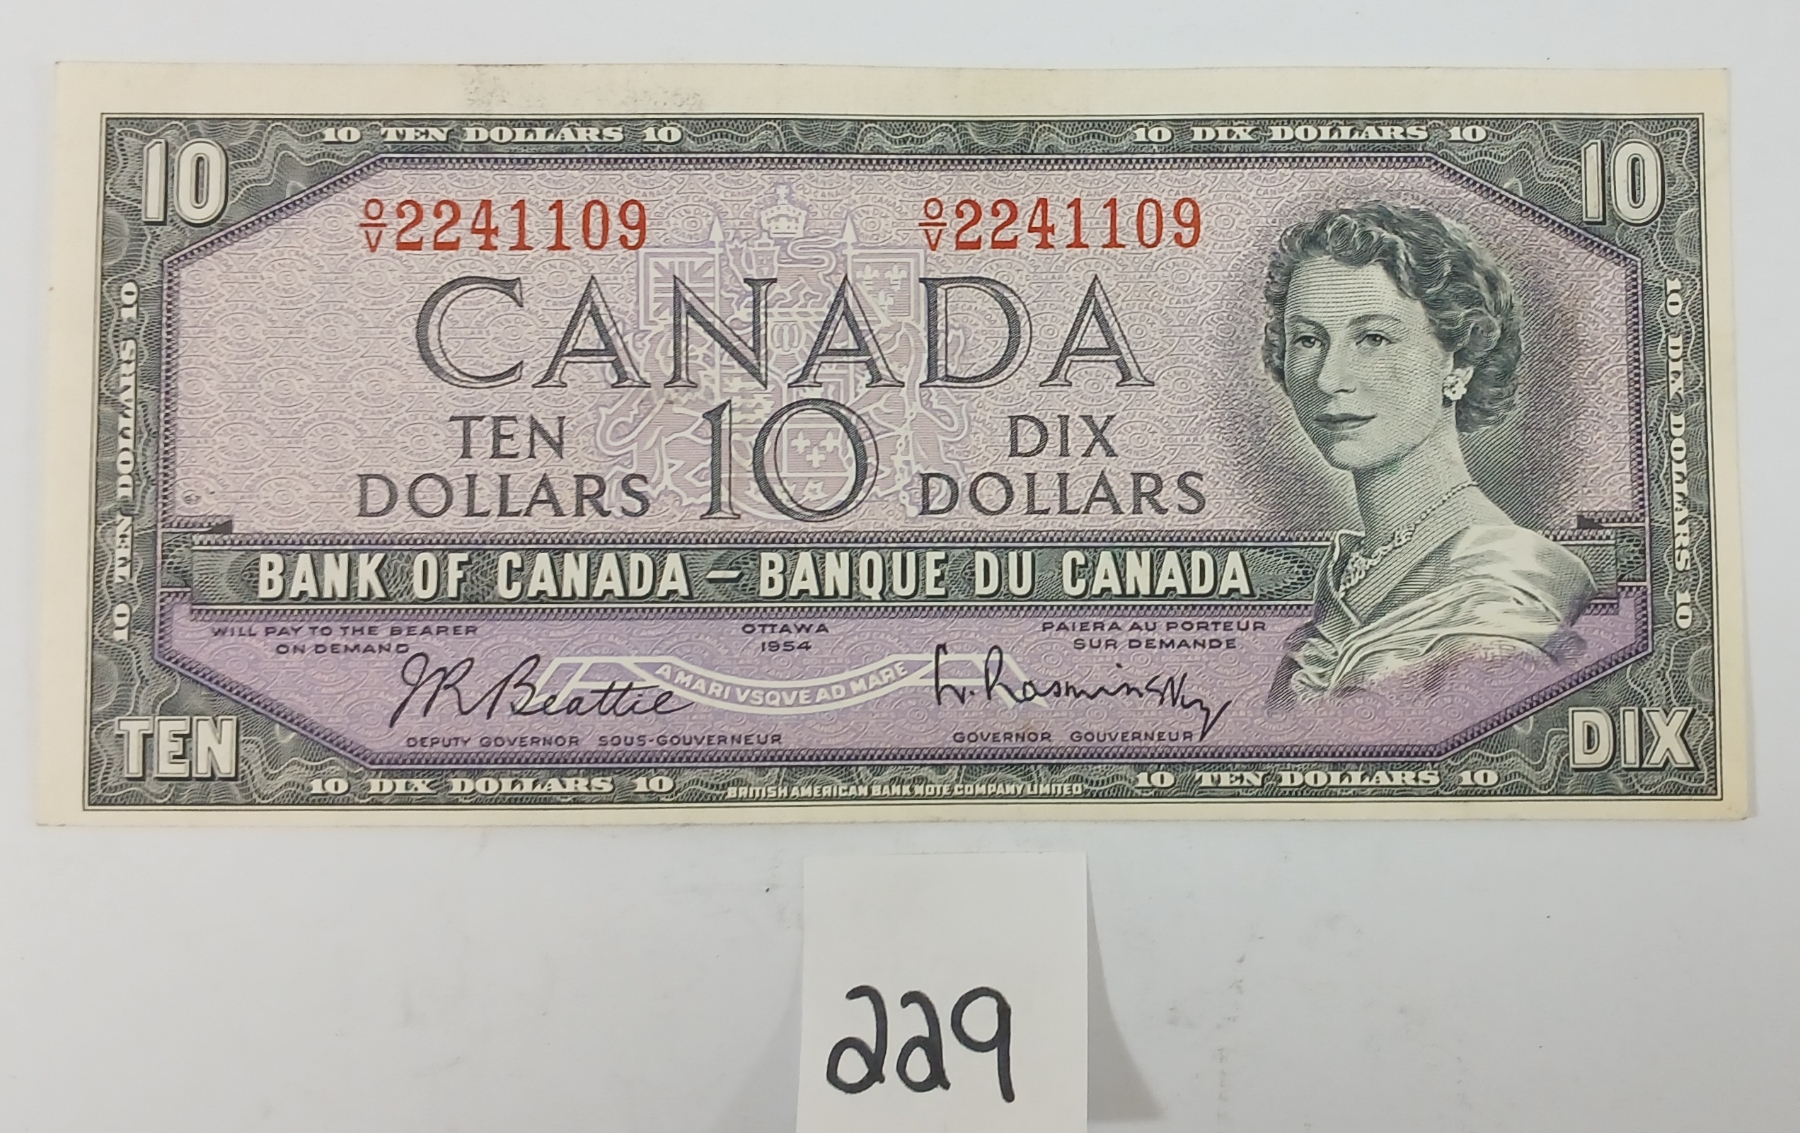 10 TEN DOLLARS 10 10 DIX DOLLARS 10
10 10
O/V 2241109 O/V 2241109
CANADA
TEN DOLLARS 10 DIX DOLLARS
BANK OF CANADA – BANQUE DU CANADA
WILL PAY TO THE BEARER ON DEMAND
OTTAWA
1954
PAIERA AU PORTEUR SUR DEMANDE
J.R. Beattie
A MARI VSQVE AD MARE
L. Rasminsky
DEPUTY GOVERNOR SOUS-GOUVERNEUR
GOVERNOR GOUVERNEUR
TEN DIX
10 DIX DOLLARS 10
BRITISH AMERICAN BANK NOTE COMPANY LIMITED
10 TEN DOLLARS 10
10 TEN DOLLARS 10
10 DIX DOLLARS 10
229